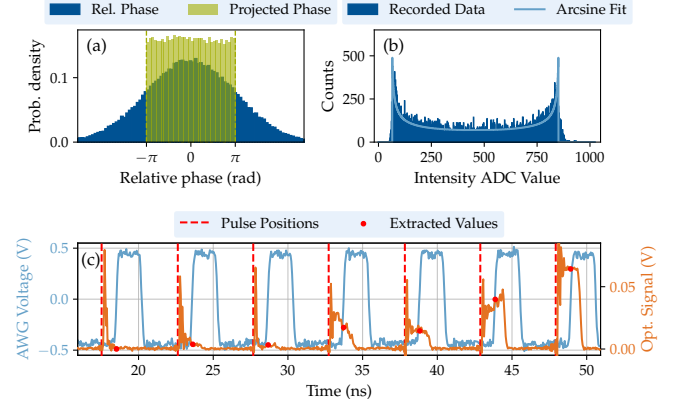 Rel. Phase Projected Phase Recorded Data Arcsine Fit
(a)
Prob. density
0.1
0.0
−π 0 π
Relative phase (rad)
(b)
Counts
500
250
0
0 250 500 750 1000
Intensity ADC Value
Pulse Positions Extracted Values
(c)
AWG Voltage (V)
0.5
0.0
−0.5
Opt. Signal (V)
0.05
0.00
20 25 30 35 40 45 50
Time (ns)